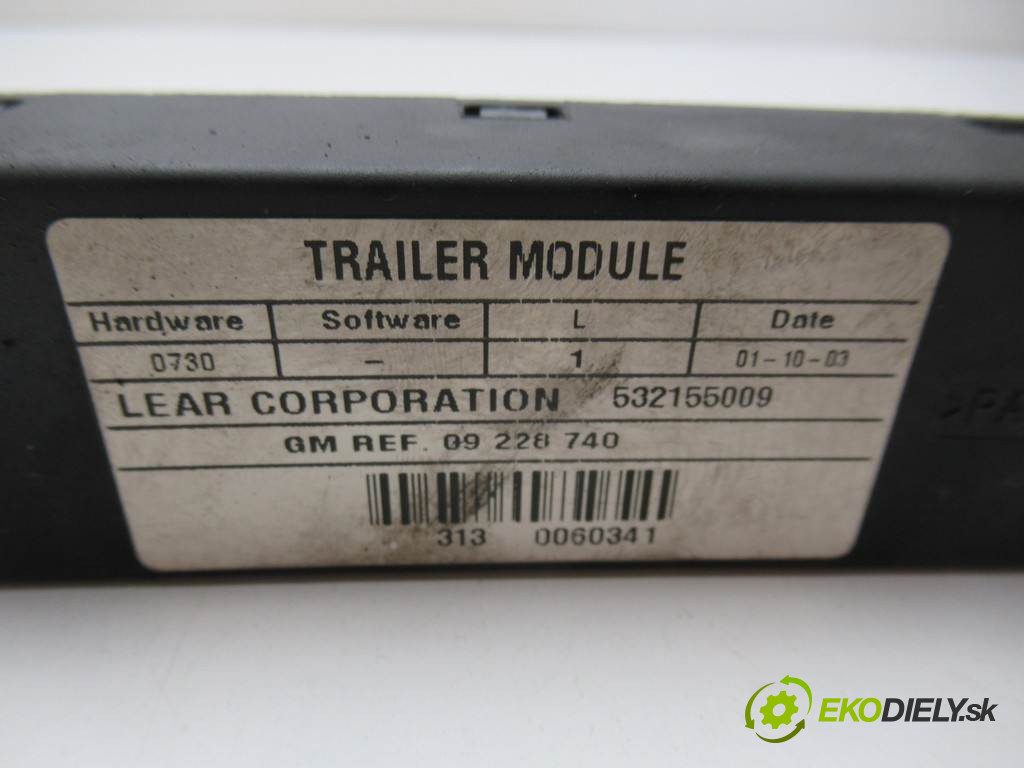 TRAILER MODULE
Hardware Software L Date
0730 - 1 01-10-03
LEAR CORPORATION 532155009
GM REF. 09 228 740
313 0060341
>PA
EKODIELY.sk